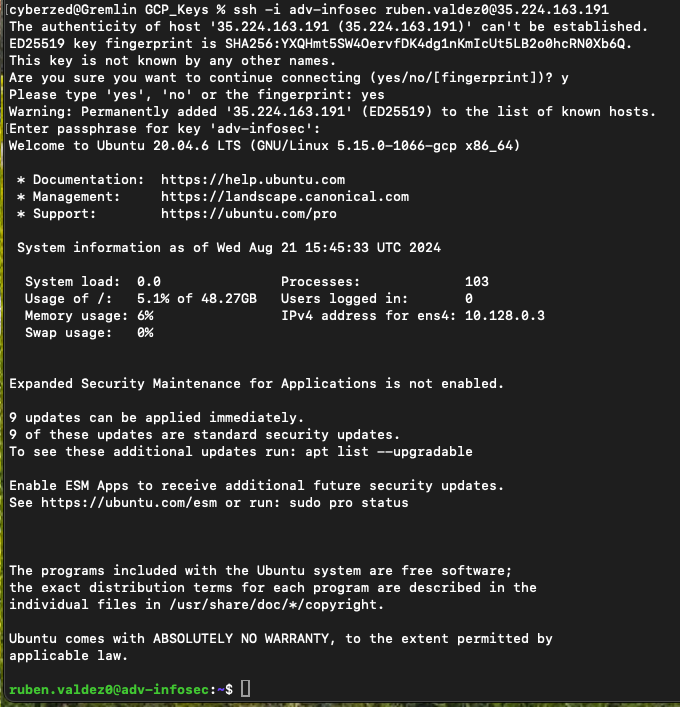 cyberzed@Gremlin GCP_Keys % ssh -i adv-infosec ruben.valdez0@35.224.163.191
The authenticity of host '35.224.163.191 (35.224.163.191)' can't be established.
ED25519 key fingerprint is SHA256:YXQHmt5SW4OervfDK4dg1nKmIcUt5LB2o0hcRN0Xb6Q.
This key is not known by any other names.
Are you sure you want to continue connecting (yes/no/[fingerprint])? y
Please type 'yes', 'no' or the fingerprint: yes
Warning: Permanently added '35.224.163.191' (ED25519) to the list of known hosts.
Enter passphrase for key 'adv-infosec':
Welcome to Ubuntu 20.04.6 LTS (GNU/Linux 5.15.0-1066-gcp x86_64)
* Documentation: https://help.ubuntu.com
* Management: https://landscape.canonical.com
* Support: https://ubuntu.com/pro
System information as of Wed Aug 21 15:45:33 UTC 2024
System load: 0.0 Processes: 103
Usage of /: 5.1% of 48.27GB Users logged in: 0
Memory usage: 6% IPv4 address for ens4: 10.128.0.3
Swap usage: 0%
Expanded Security Maintenance for Applications is not enabled.
9 updates can be applied immediately.
9 of these updates are standard security updates.
To see these additional updates run: apt list --upgradable
Enable ESM Apps to receive additional future security updates.
See https://ubuntu.com/esm or run: sudo pro status
The programs included with the Ubuntu system are free software;
the exact distribution terms for each program are described in the
individual files in /usr/share/doc/*/copyright.
Ubuntu comes with ABSOLUTELY NO WARRANTY, to the extent permitted by
applicable law.
ruben.valdez0@adv-infosec:~$